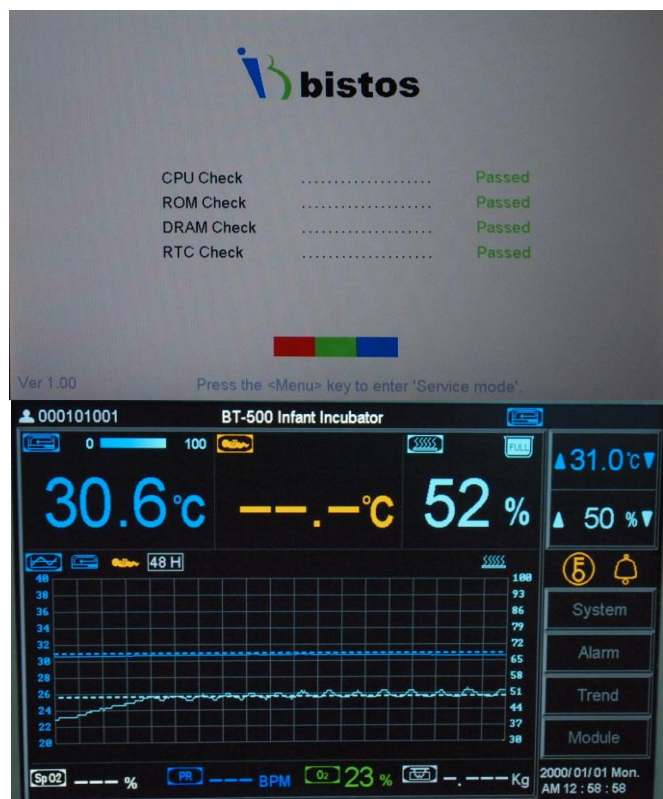 bistos
CPU Check ................... Passed
ROM Check ................... Passed
DRAM Check ................... Passed
RTC Check ................... Passed
Ver 1.00 Press the <Menu> key to enter 'Service mode'.
000101001 BT-500 Infant Incubator
0 100 FULL
30.6℃ --.-℃ 52 %
▲31.0℃▼
▲ 50 %▼
48 H
40 100
38 93
36 86
34 79
32 72
30 65
28 58
26 51
24 44
22 37
20 30
System
Alarm
Trend
Module
SpO2 --- % PR --- BPM O2 23 % -.--- Kg
2000/01/01 Mon.
AM 12 : 58 : 58